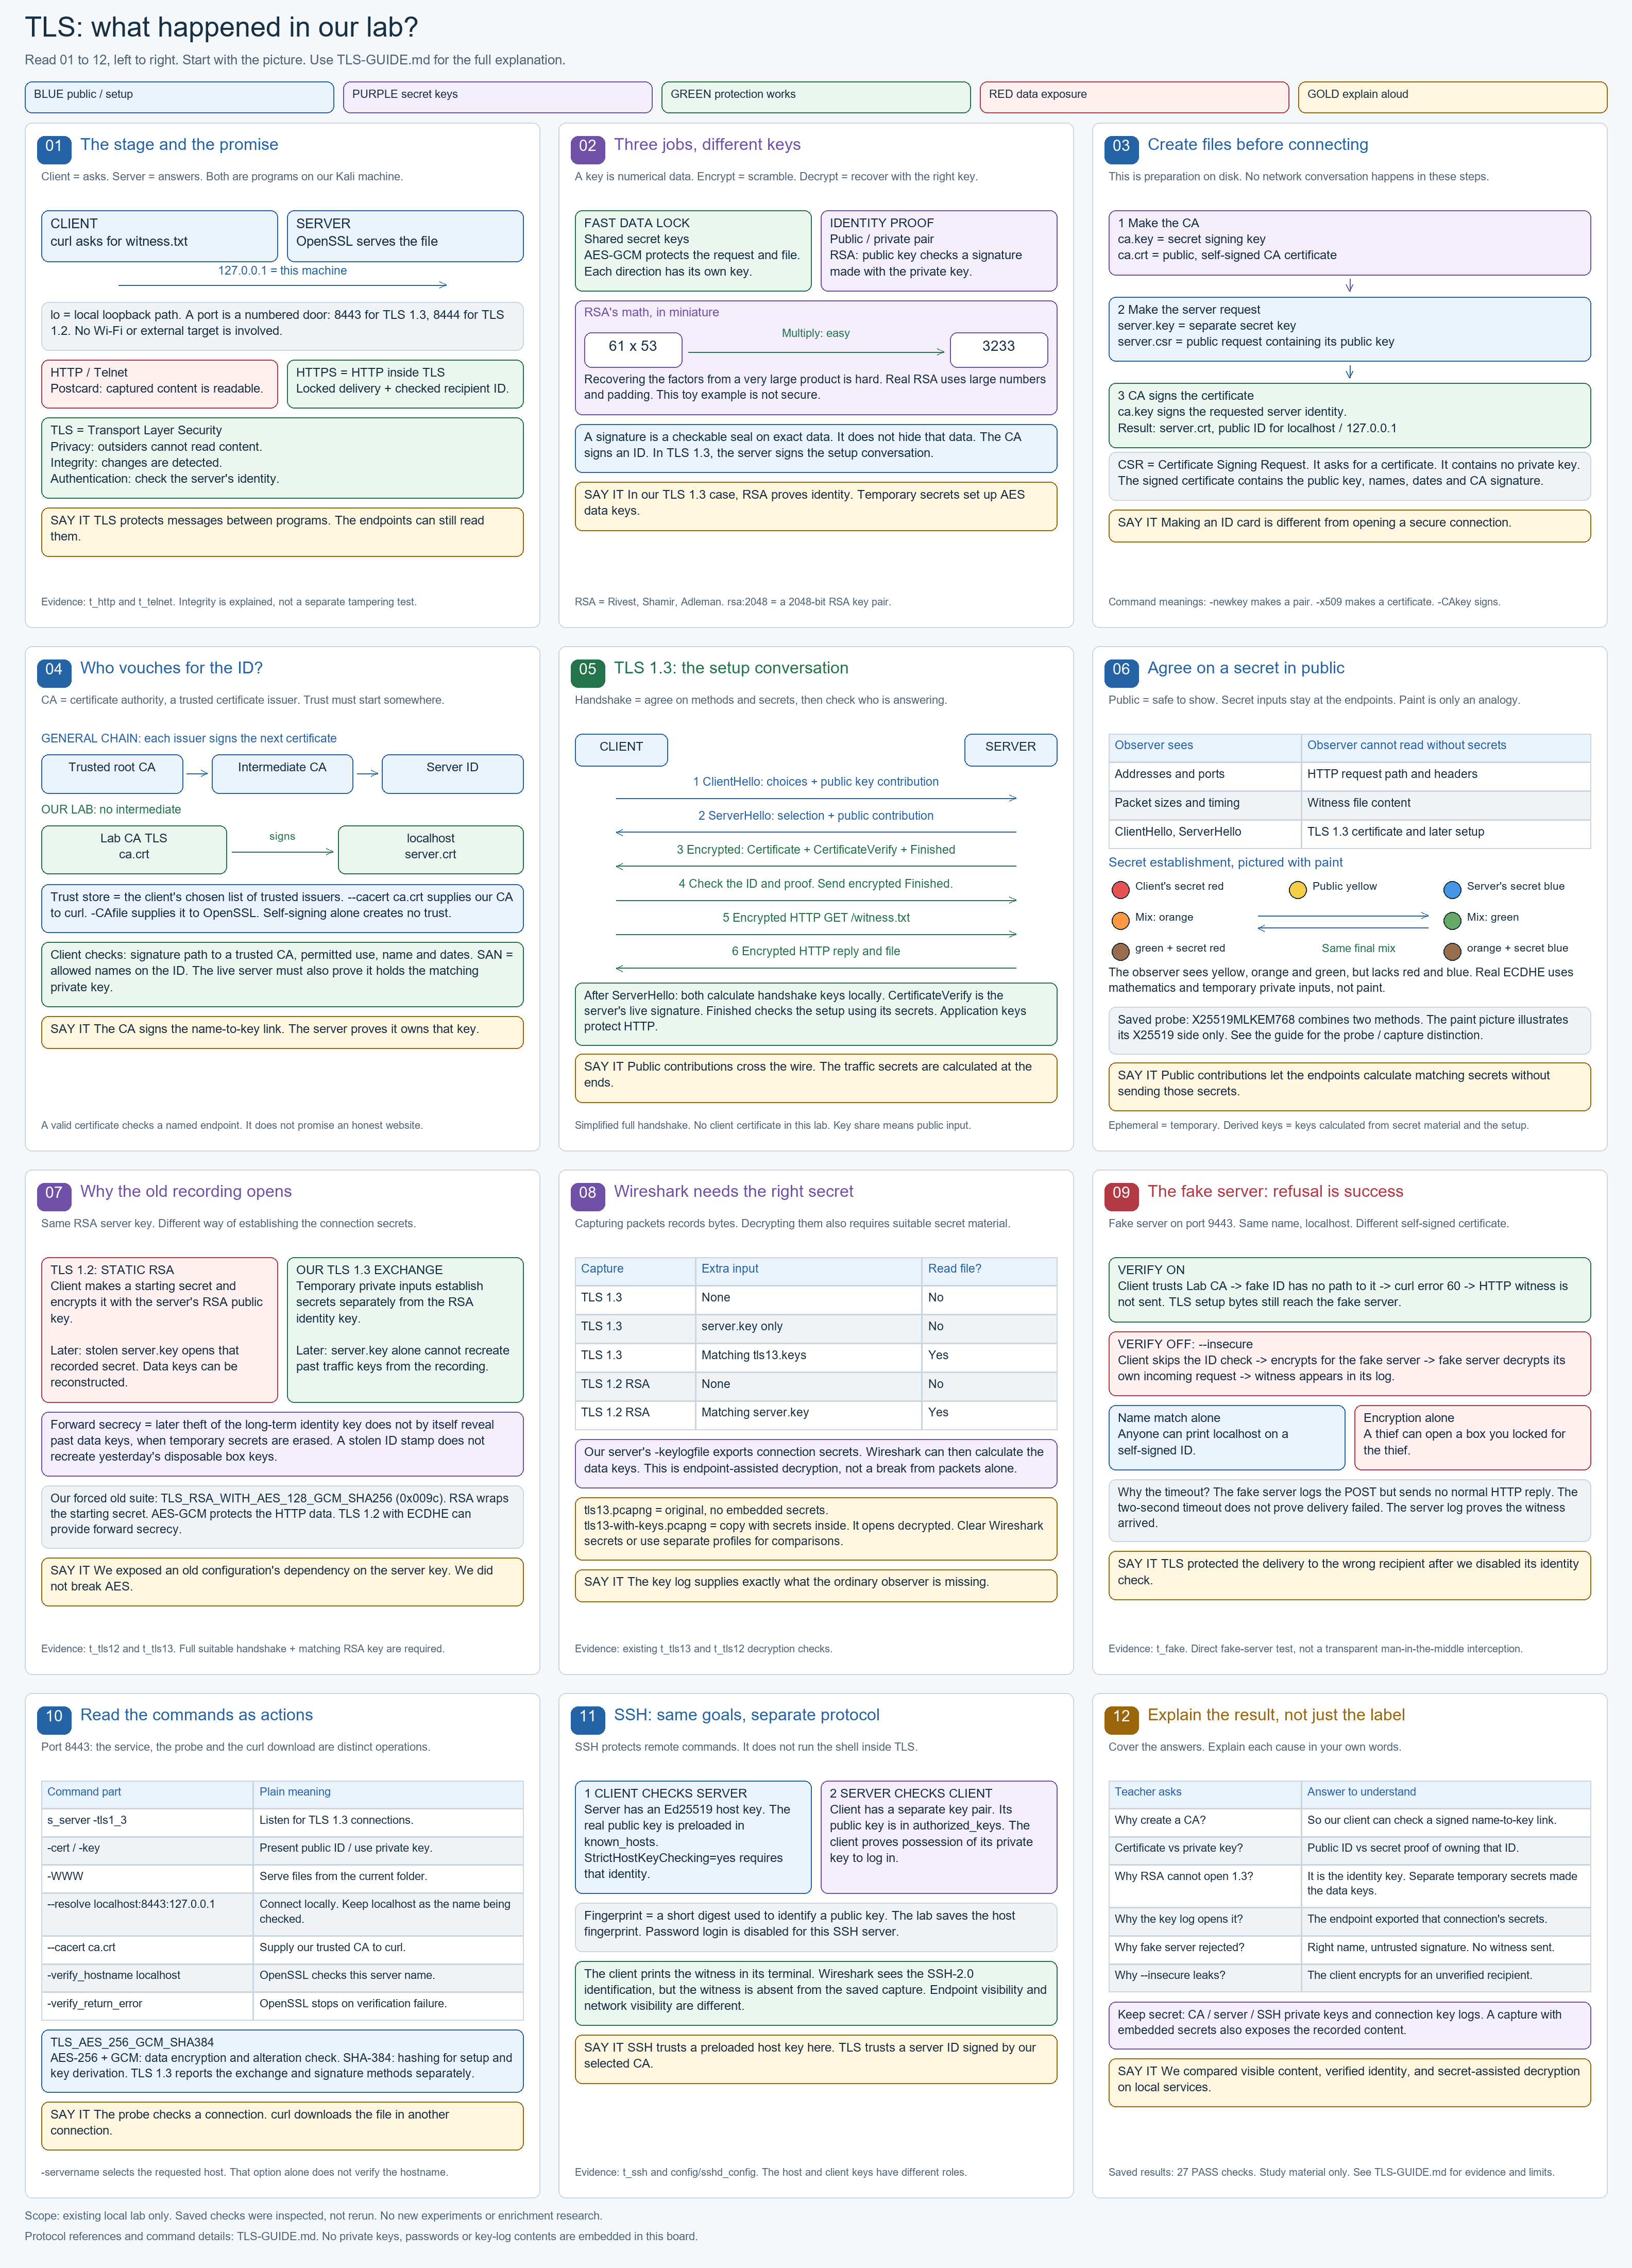 TLS: what happened in our lab?
Read 01 to 12, left to right. Start with the picture. Use TLS-GUIDE.md for the full explanation.
BLUE public / setup
PURPLE secret keys
GREEN protection works
RED data exposure
GOLD explain aloud
01 The stage and the promise
Client = asks. Server = answers. Both are programs on our Kali machine.
CLIENT
curl asks for witness.txt
SERVER
OpenSSL serves the file
127.0.0.1 = this machine
lo = local loopback path. A port is a numbered door: 8443 for TLS 1.3, 8444 for TLS
1.2. No Wi-Fi or external target is involved.
HTTP / Telnet
Postcard: captured content is readable.
HTTPS = HTTP inside TLS
Locked delivery + checked recipient ID.
TLS = Transport Layer Security
Privacy: outsiders cannot read content.
Integrity: changes are detected.
Authentication: check the server's identity.
SAY IT TLS protects messages between programs. The endpoints can still read
them.
Evidence: t_http and t_telnet. Integrity is explained, not a separate tampering test.
02 Three jobs, different keys
A key is numerical data. Encrypt = scramble. Decrypt = recover with the right key.
FAST DATA LOCK
Shared secret keys
AES-GCM protects the request and file.
Each direction has its own key.
IDENTITY PROOF
Public / private pair
RSA: public key checks a signature
made with the private key.
RSA's math, in miniature
61 x 53
Multiply: easy
3233
Recovering the factors from a very large product is hard. Real RSA uses large numbers
and padding. This toy example is not secure.
A signature is a checkable seal on exact data. It does not hide that data. The CA
signs an ID. In TLS 1.3, the server signs the setup conversation.
SAY IT In our TLS 1.3 case, RSA proves identity. Temporary secrets set up AES
data keys.
RSA = Rivest, Shamir, Adleman. rsa:2048 = a 2048-bit RSA key pair.
03 Create files before connecting
This is preparation on disk. No network conversation happens in these steps.
1 Make the CA
ca.key = secret signing key
ca.crt = public, self-signed CA certificate
2 Make the server request
server.key = separate secret key
server.csr = public request containing its public key
3 CA signs the certificate
ca.key signs the requested server identity.
Result: server.crt, public ID for localhost / 127.0.0.1
CSR = Certificate Signing Request. It asks for a certificate. It contains no private key.
The signed certificate contains the public key, names, dates and CA signature.
SAY IT Making an ID card is different from opening a secure connection.
Command meanings: -newkey makes a pair. -x509 makes a certificate. -CAkey signs.
04 Who vouches for the ID?
CA = certificate authority, a trusted certificate issuer. Trust must start somewhere.
GENERAL CHAIN: each issuer signs the next certificate
Trusted root CA
Intermediate CA
Server ID
OUR LAB: no intermediate
Lab CA TLS
ca.crt
signs
localhost
server.crt
Trust store = the client's chosen list of trusted issuers. --cacert ca.crt supplies our CA
to curl. -CAfile supplies it to OpenSSL. Self-signing alone creates no trust.
Client checks: signature path to a trusted CA, permitted use, name and dates. SAN =
allowed names on the ID. The live server must also prove it holds the matching
private key.
SAY IT The CA signs the name-to-key link. The server proves it owns that key.
A valid certificate checks a named endpoint. It does not promise an honest website.
05 TLS 1.3: the setup conversation
Handshake = agree on methods and secrets, then check who is answering.
CLIENT
SERVER
1 ClientHello: choices + public key contribution
2 ServerHello: selection + public contribution
3 Encrypted: Certificate + CertificateVerify + Finished
4 Check the ID and proof. Send encrypted Finished.
5 Encrypted HTTP GET /witness.txt
6 Encrypted HTTP reply and file
After ServerHello: both calculate handshake keys locally. CertificateVerify is the
server's live signature. Finished checks the setup using its secrets. Application keys
protect HTTP.
SAY IT Public contributions cross the wire. The traffic secrets are calculated at the
ends.
Simplified full handshake. No client certificate in this lab. Key share means public input.
06 Agree on a secret in public
Public = safe to show. Secret inputs stay at the endpoints. Paint is only an analogy.
Observer sees
Observer cannot read without secrets
Addresses and ports
HTTP request path and headers
Packet sizes and timing
Witness file content
ClientHello, ServerHello
TLS 1.3 certificate and later setup
Secret establishment, pictured with paint
Client's secret red
Public yellow
Server's secret blue
Mix: orange
Mix: green
green + secret red
Same final mix
orange + secret blue
The observer sees yellow, orange and green, but lacks red and blue. Real ECDHE uses
mathematics and temporary private inputs, not paint.
Saved probe: X25519MLKEM768 combines two methods. The paint picture illustrates
its X25519 side only. See the guide for the probe / capture distinction.
SAY IT Public contributions let the endpoints calculate matching secrets without
sending those secrets.
Ephemeral = temporary. Derived keys = keys calculated from secret material and the setup.
07 Why the old recording opens
Same RSA server key. Different way of establishing the connection secrets.
TLS 1.2: STATIC RSA
Client makes a starting secret and
encrypts it with the server's RSA public
key.
Later: stolen server.key opens that
recorded secret. Data keys can be
reconstructed.
OUR TLS 1.3 EXCHANGE
Temporary private inputs establish
secrets separately from the RSA
identity key.
Later: server.key alone cannot recreate
past traffic keys from the recording.
Forward secrecy = later theft of the long-term identity key does not by itself reveal
past data keys, when temporary secrets are erased. A stolen ID stamp does not
recreate yesterday's disposable box keys.
Our forced old suite: TLS_RSA_WITH_AES_128_GCM_SHA256 (0x009c). RSA wraps
the starting secret. AES-GCM protects the HTTP data. TLS 1.2 with ECDHE can
provide forward secrecy.
SAY IT We exposed an old configuration's dependency on the server key. We did
not break AES.
Evidence: t_tls12 and t_tls13. Full suitable handshake + matching RSA key are required.
08 Wireshark needs the right secret
Capturing packets records bytes. Decrypting them also requires suitable secret material.
Capture
Extra input
Read file?
TLS 1.3
None
No
TLS 1.3
server.key only
No
TLS 1.3
Matching tls13.keys
Yes
TLS 1.2 RSA
None
No
TLS 1.2 RSA
Matching server.key
Yes
Our server's -keylogfile exports connection secrets. Wireshark can then calculate the
data keys. This is endpoint-assisted decryption, not a break from packets alone.
tls13.pcapng = original, no embedded secrets.
tls13-with-keys.pcapng = copy with secrets inside. It opens decrypted. Clear Wireshark
secrets or use separate profiles for comparisons.
SAY IT The key log supplies exactly what the ordinary observer is missing.
Evidence: existing t_tls13 and t_tls12 decryption checks.
09 The fake server: refusal is success
Fake server on port 9443. Same name, localhost. Different self-signed certificate.
VERIFY ON
Client trusts Lab CA -> fake ID has no path to it -> curl error 60 -> HTTP witness is
not sent. TLS setup bytes still reach the fake server.
VERIFY OFF: --insecure
Client skips the ID check -> encrypts for the fake server -> fake server decrypts its
own incoming request -> witness appears in its log.
Name match alone
Anyone can print localhost on a
self-signed ID.
Encryption alone
A thief can open a box you locked for
the thief.
Why the timeout? The fake server logs the POST but sends no normal HTTP reply. The
two-second timeout does not prove delivery failed. The server log proves the witness
arrived.
SAY IT TLS protected the delivery to the wrong recipient after we disabled its identity
check.
Evidence: t_fake. Direct fake-server test, not a transparent man-in-the-middle interception.
10 Read the commands as actions
Port 8443: the service, the probe and the curl download are distinct operations.
Command part
Plain meaning
s_server -tls1_3
Listen for TLS 1.3 connections.
-cert / -key
Present public ID / use private key.
-WWW
Serve files from the current folder.
--resolve localhost:8443:127.0.0.1
Connect locally. Keep localhost as the name being
checked.
--cacert ca.crt
Supply our trusted CA to curl.
-verify_hostname localhost
OpenSSL checks this server name.
-verify_return_error
OpenSSL stops on verification failure.
TLS_AES_256_GCM_SHA384
AES-256 + GCM: data encryption and alteration check. SHA-384: hashing for setup and
key derivation. TLS 1.3 reports the exchange and signature methods separately.
SAY IT The probe checks a connection. curl downloads the file in another
connection.
-servername selects the requested host. That option alone does not verify the hostname.
11 SSH: same goals, separate protocol
SSH protects remote commands. It does not run the shell inside TLS.
1 CLIENT CHECKS SERVER
Server has an Ed25519 host key. The
real public key is preloaded in
known_hosts.
StrictHostKeyChecking=yes requires
that identity.
2 SERVER CHECKS CLIENT
Client has a separate key pair. Its
public key is in authorized_keys. The
client proves possession of its private
key to log in.
Fingerprint = a short digest used to identify a public key. The lab saves the host
fingerprint. Password login is disabled for this SSH server.
The client prints the witness in its terminal. Wireshark sees the SSH-2.0
identification, but the witness is absent from the saved capture. Endpoint visibility and
network visibility are different.
SAY IT SSH trusts a preloaded host key here. TLS trusts a server ID signed by our
selected CA.
Evidence: t_ssh and config/sshd_config. The host and client keys have different roles.
12 Explain the result, not just the label
Cover the answers. Explain each cause in your own words.
Teacher asks
Answer to understand
Why create a CA?
So our client can check a signed name-to-key link.
Certificate vs private key?
Public ID vs secret proof of owning that ID.
Why RSA cannot open 1.3?
It is the identity key. Separate temporary secrets made
the data keys.
Why the key log opens it?
The endpoint exported that connection's secrets.
Why fake server rejected?
Right name, untrusted signature. No witness sent.
Why --insecure leaks?
The client encrypts for an unverified recipient.
Keep secret: CA / server / SSH private keys and connection key logs. A capture with
embedded secrets also exposes the recorded content.
SAY IT We compared visible content, verified identity, and secret-assisted decryption
on local services.
Saved results: 27 PASS checks. Study material only. See TLS-GUIDE.md for evidence and limits.
Scope: existing local lab only. Saved checks were inspected, not rerun. No new experiments or enrichment research.
Protocol references and command details: TLS-GUIDE.md. No private keys, passwords or key-log contents are embedded in this board.